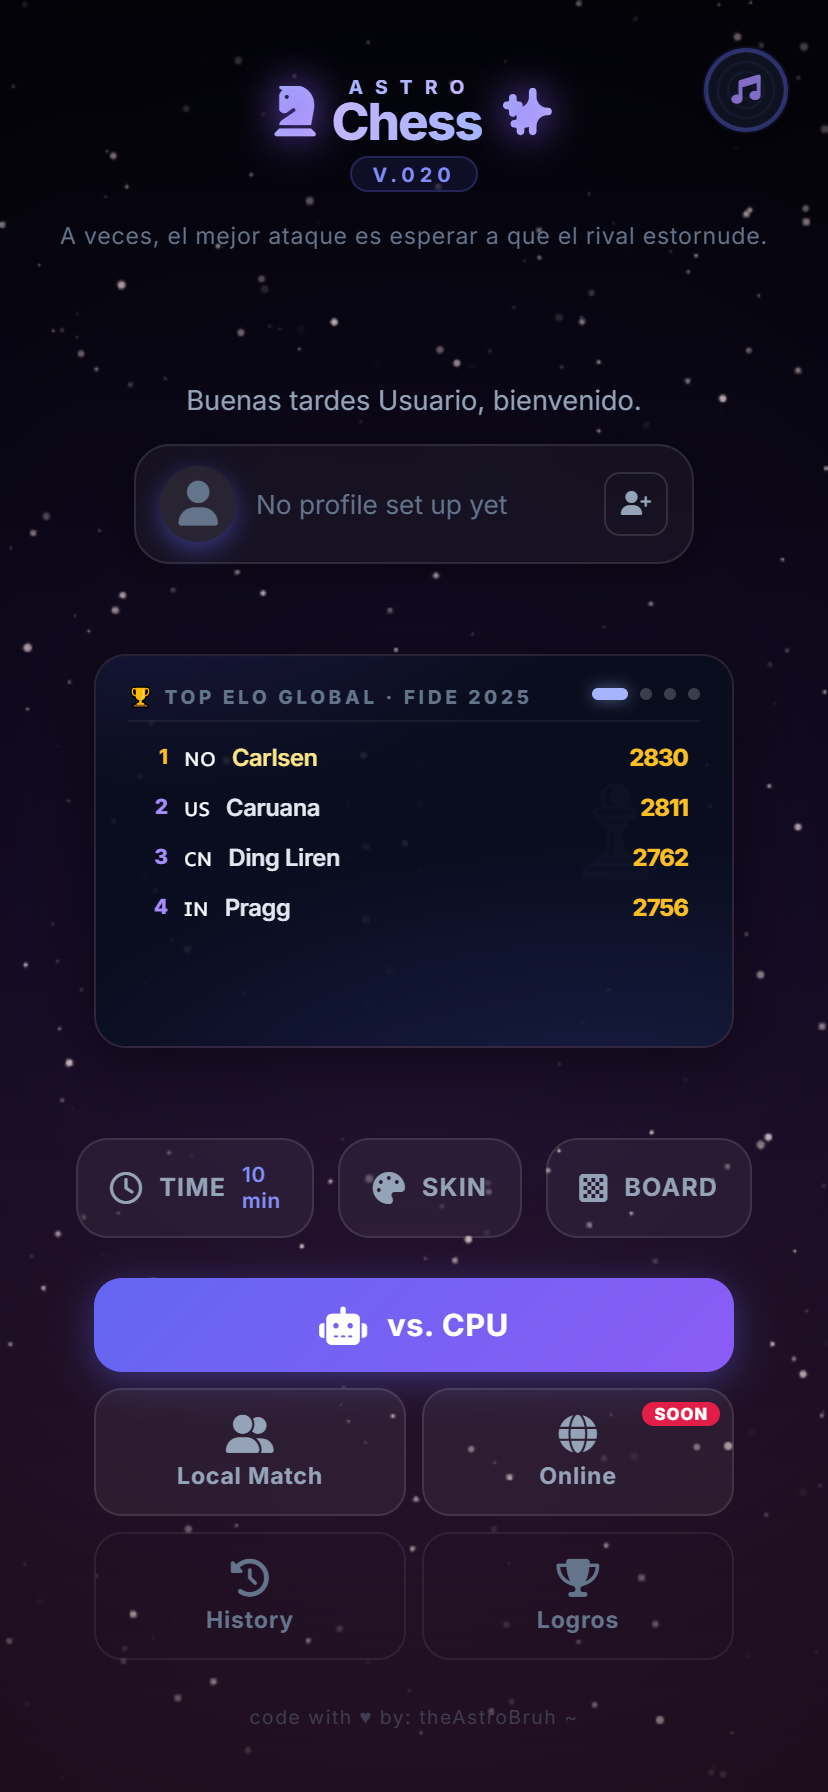 ASTRO
Chess
V.020
A veces, el mejor ataque es esperar a que el rival estornude.
Buenas tardes Usuario, bienvenido.
No profile set up yet
TOP ELO GLOBAL · FIDE 2025
1 NO Carlsen 2830
2 US Caruana 2811
3 CN Ding Liren 2762
4 IN Pragg 2756
TIME 10 min
SKIN
BOARD
vs. CPU
Local Match
Online
SOON
History
Logros
code with ♥ by: theAstroBruh ~